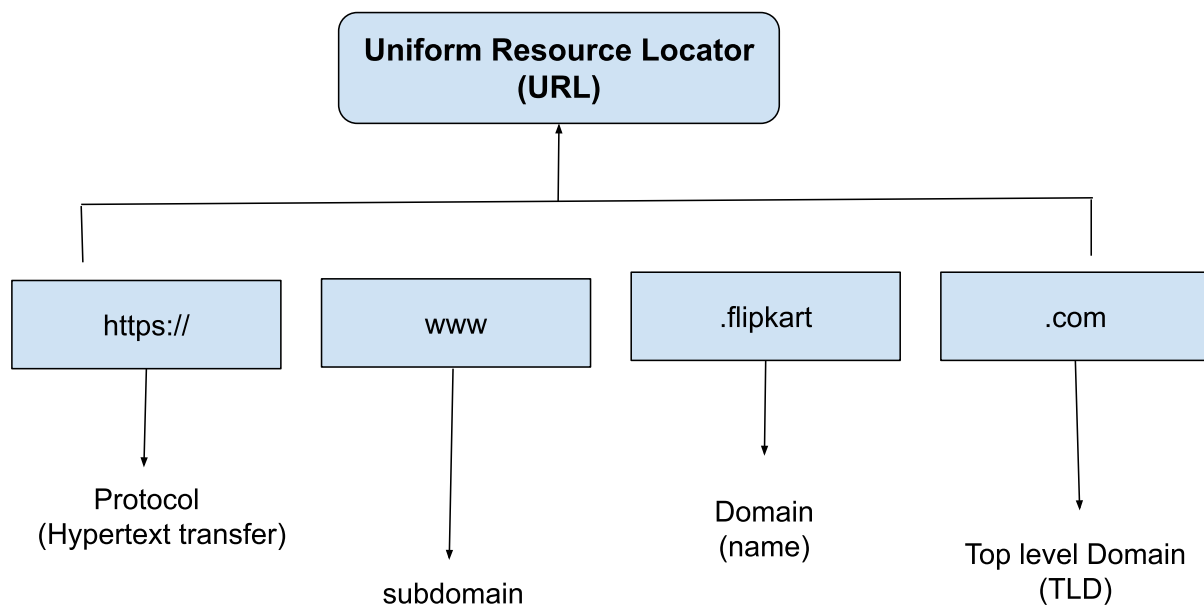 Uniform Resource Locator
(URL)
https://
www
.flipkart
.com
Protocol
(Hypertext transfer)
subdomain
Domain
(name)
Top level Domain
(TLD)